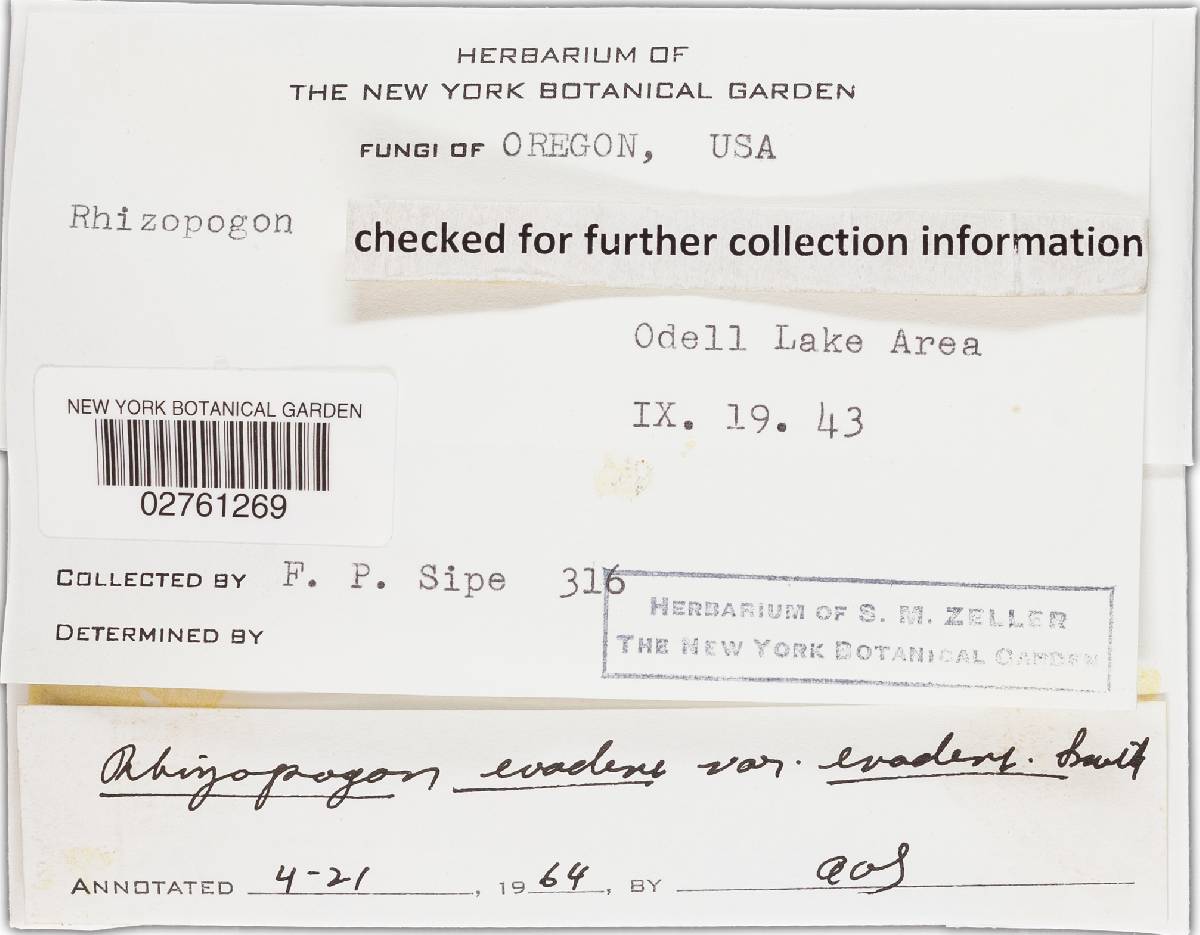 HERBARIUM OF
THE NEW YORK BOTANICAL GARDEN
FUNGI OF OREGON, USA
Rhizopogon
checked for further collection information
Odell Lake Area
IX. 19. 43
NEW YORK BOTANICAL GARDEN
02761269
COLLECTED BY F. P. Sipe 316
DETERMINED BY
HERBARIUM OF S. M. ZELLER
THE NEW YORK BOTANICAL GARDEN
Rhizopogon evadens var. evadens. Smith
ANNOTATED 4-21, 1964, BY AHS